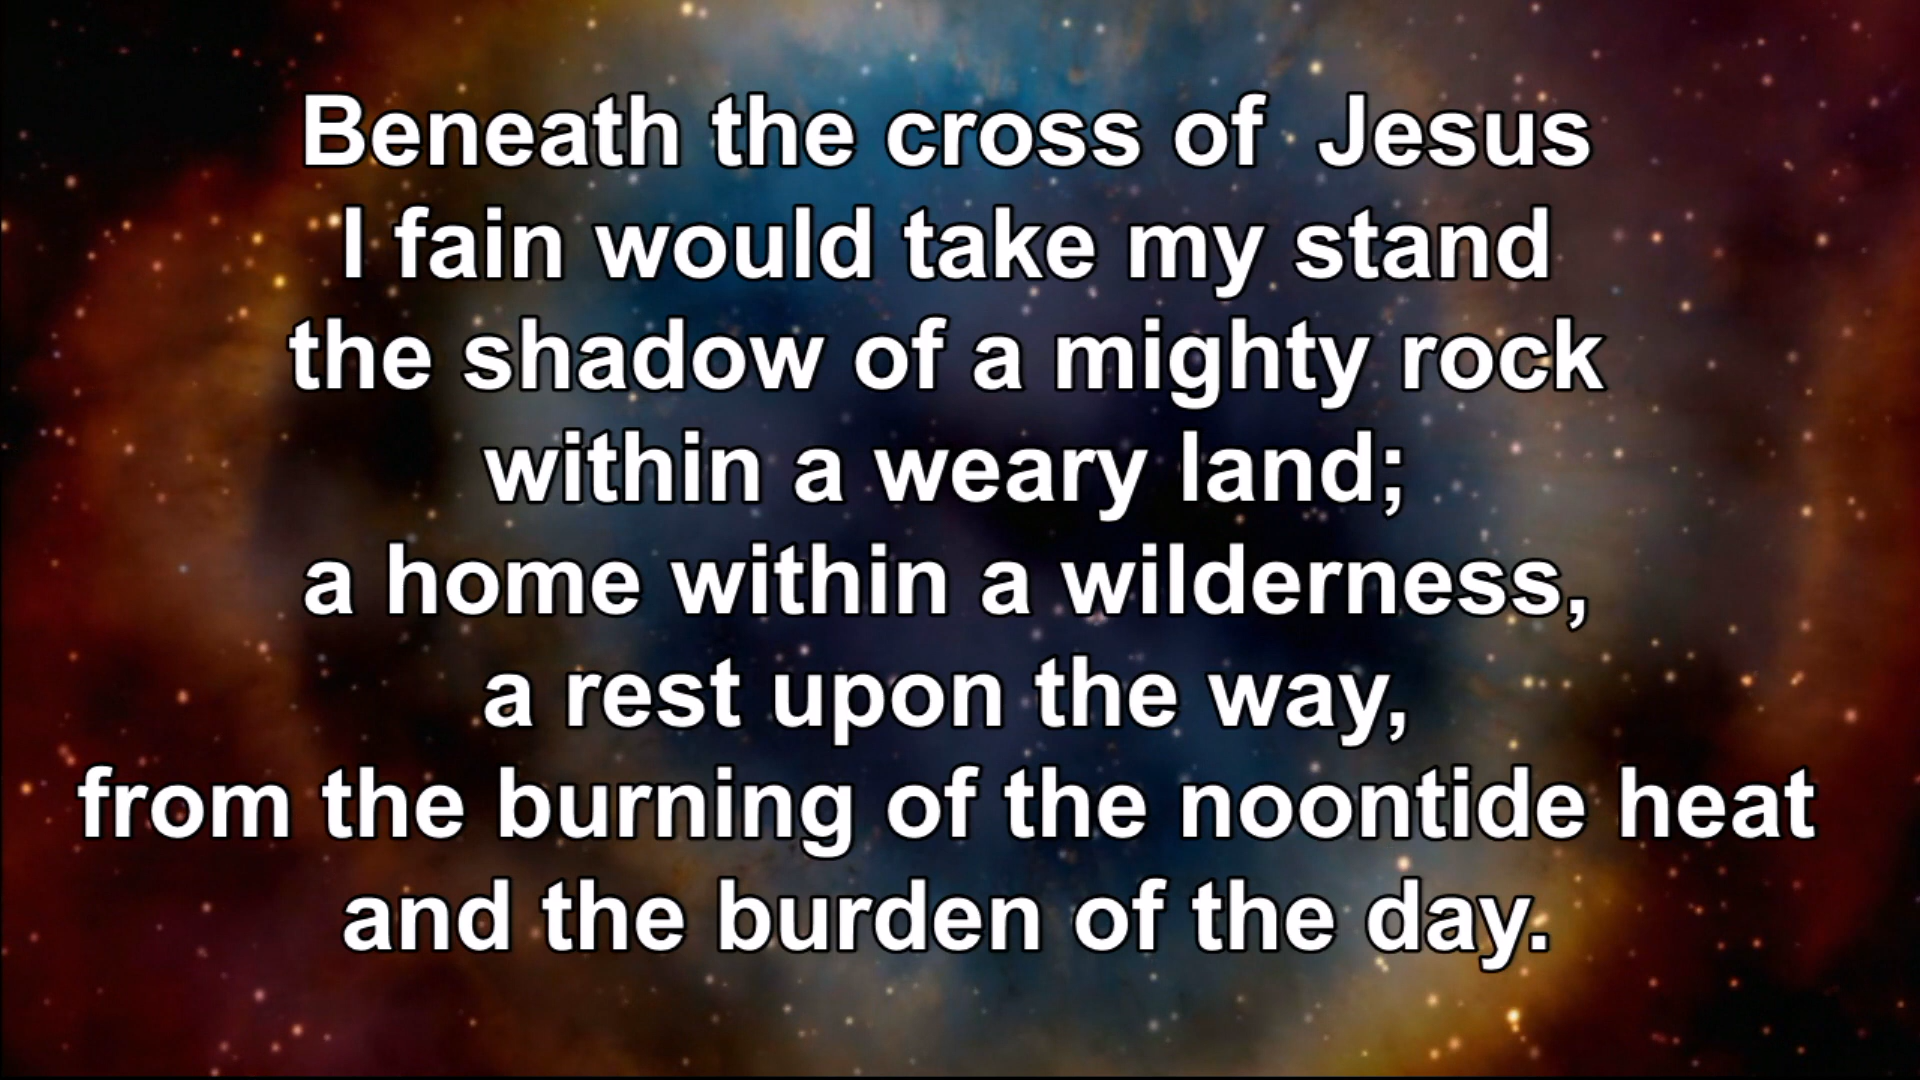 Beneath the cross of  Jesus
I fain would take my stand
the shadow of a mighty rock
within a weary land;
a home within a wilderness,
a rest upon the way,
from the burning of the noontide heat
and the burden of the day.